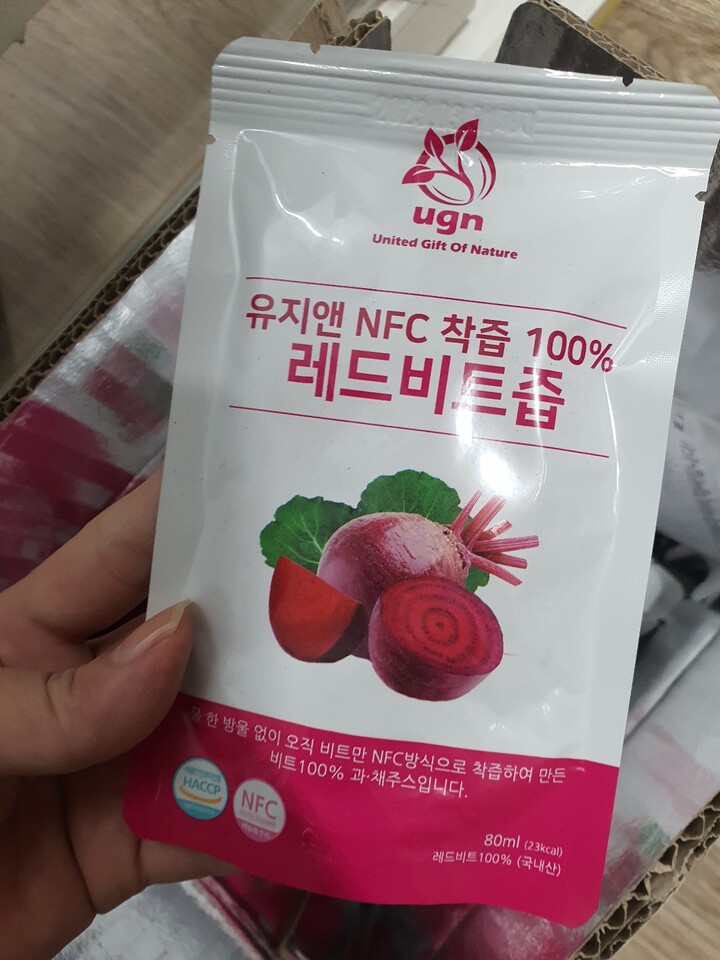 ugn
United Gift Of Nature
유지앤 NFC 착즙 100%
레드비트즙
물 한 방울 없이 오직 비트만 NFC방식으로 착즙하여 만든
비트100% 과·채주스입니다.
HACCP
NFC
80ml (23kcal)
레드비트100% (국내산)